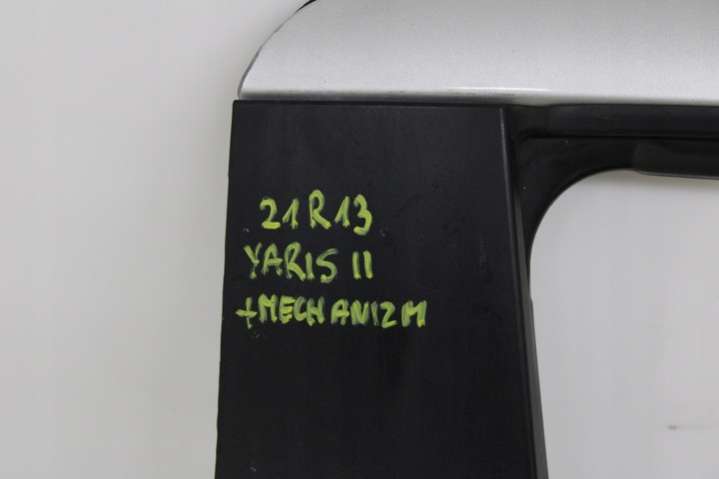 21R13
YARIS II
+MECHANIZM